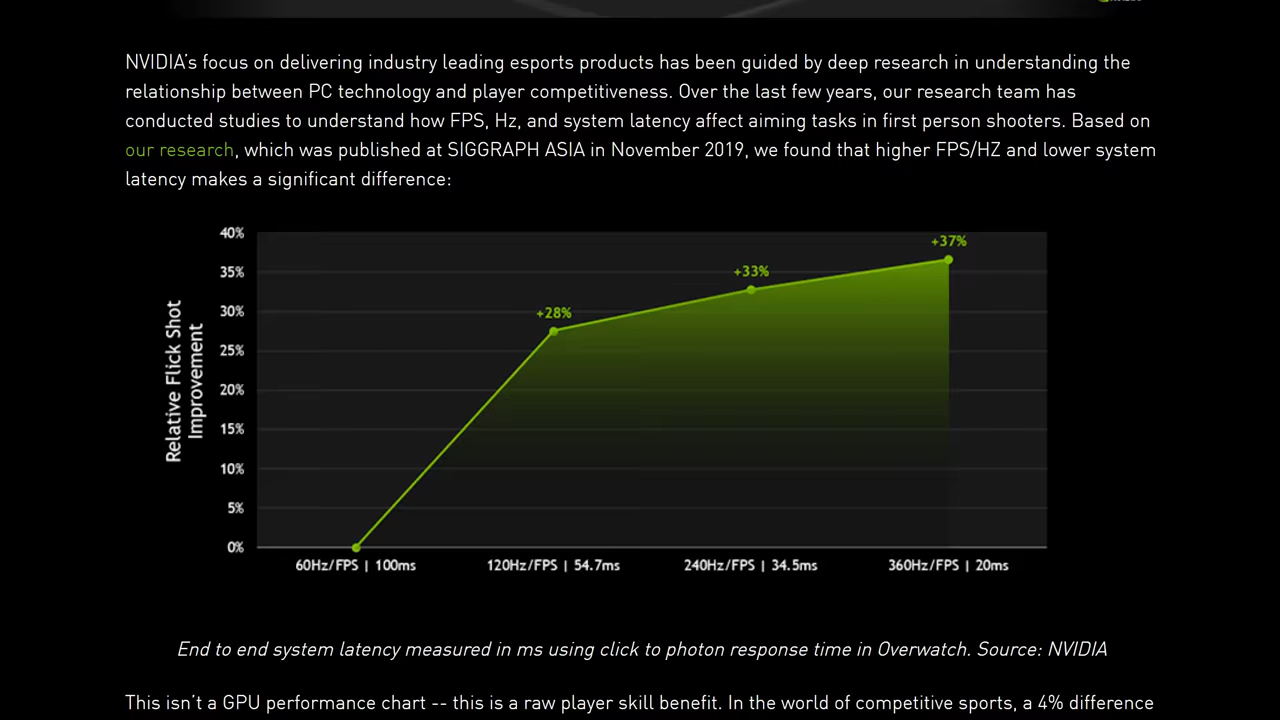 NVIDIA's focus on delivering industry leading esports products has been guided by deep research in understanding the
relationship between PC technology and player competitiveness. Over the last few years, our research team has
conducted studies to understand how FPS, Hz, and system latency affect aiming tasks in first person shooters. Based on
our research, which was published at SIGGRAPH ASIA in November 2019, we found that higher FPS/HZ and lower system
latency makes a significant difference:
40%
35%
30%
25%
20%
15%
10%
5%
0%
Relative Flick Shot
Improvement
+28%
+33%
+37%
60Hz/FPS | 100ms
120Hz/FPS | 54.7ms
240Hz/FPS | 34.5ms
360Hz/FPS | 20ms
End to end system latency measured in ms using click to photon response time in Overwatch. Source: NVIDIA
This isn't a GPU performance chart -- this is a raw player skill benefit. In the world of competitive sports, a 4% difference